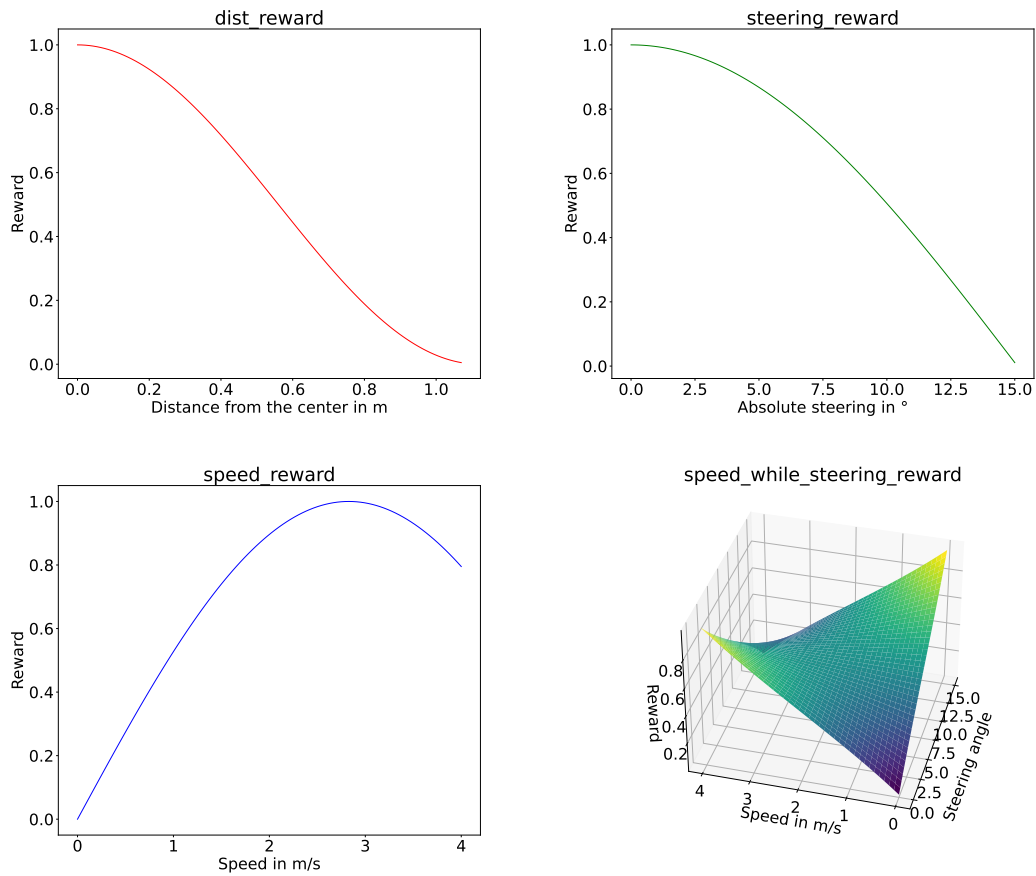 dist_reward
1.0
0.8
0.6
0.4
0.2
0.0
Reward
0.0 0.2 0.4 0.6 0.8 1.0
Distance from the center in m
steering_reward
1.0
0.8
0.6
0.4
0.2
0.0
Reward
0.0 2.5 5.0 7.5 10.0 12.5 15.0
Absolute steering in °
speed_reward
1.0
0.8
0.6
0.4
0.2
0.0
Reward
0 1 2 3 4
Speed in m/s
speed_while_steering_reward
0.8
0.6
0.4
0.2
Reward
4 3 2 1 0
Speed in m/s
15.0
12.5
10.0
7.5
5.0
2.5
0.0
Steering angle